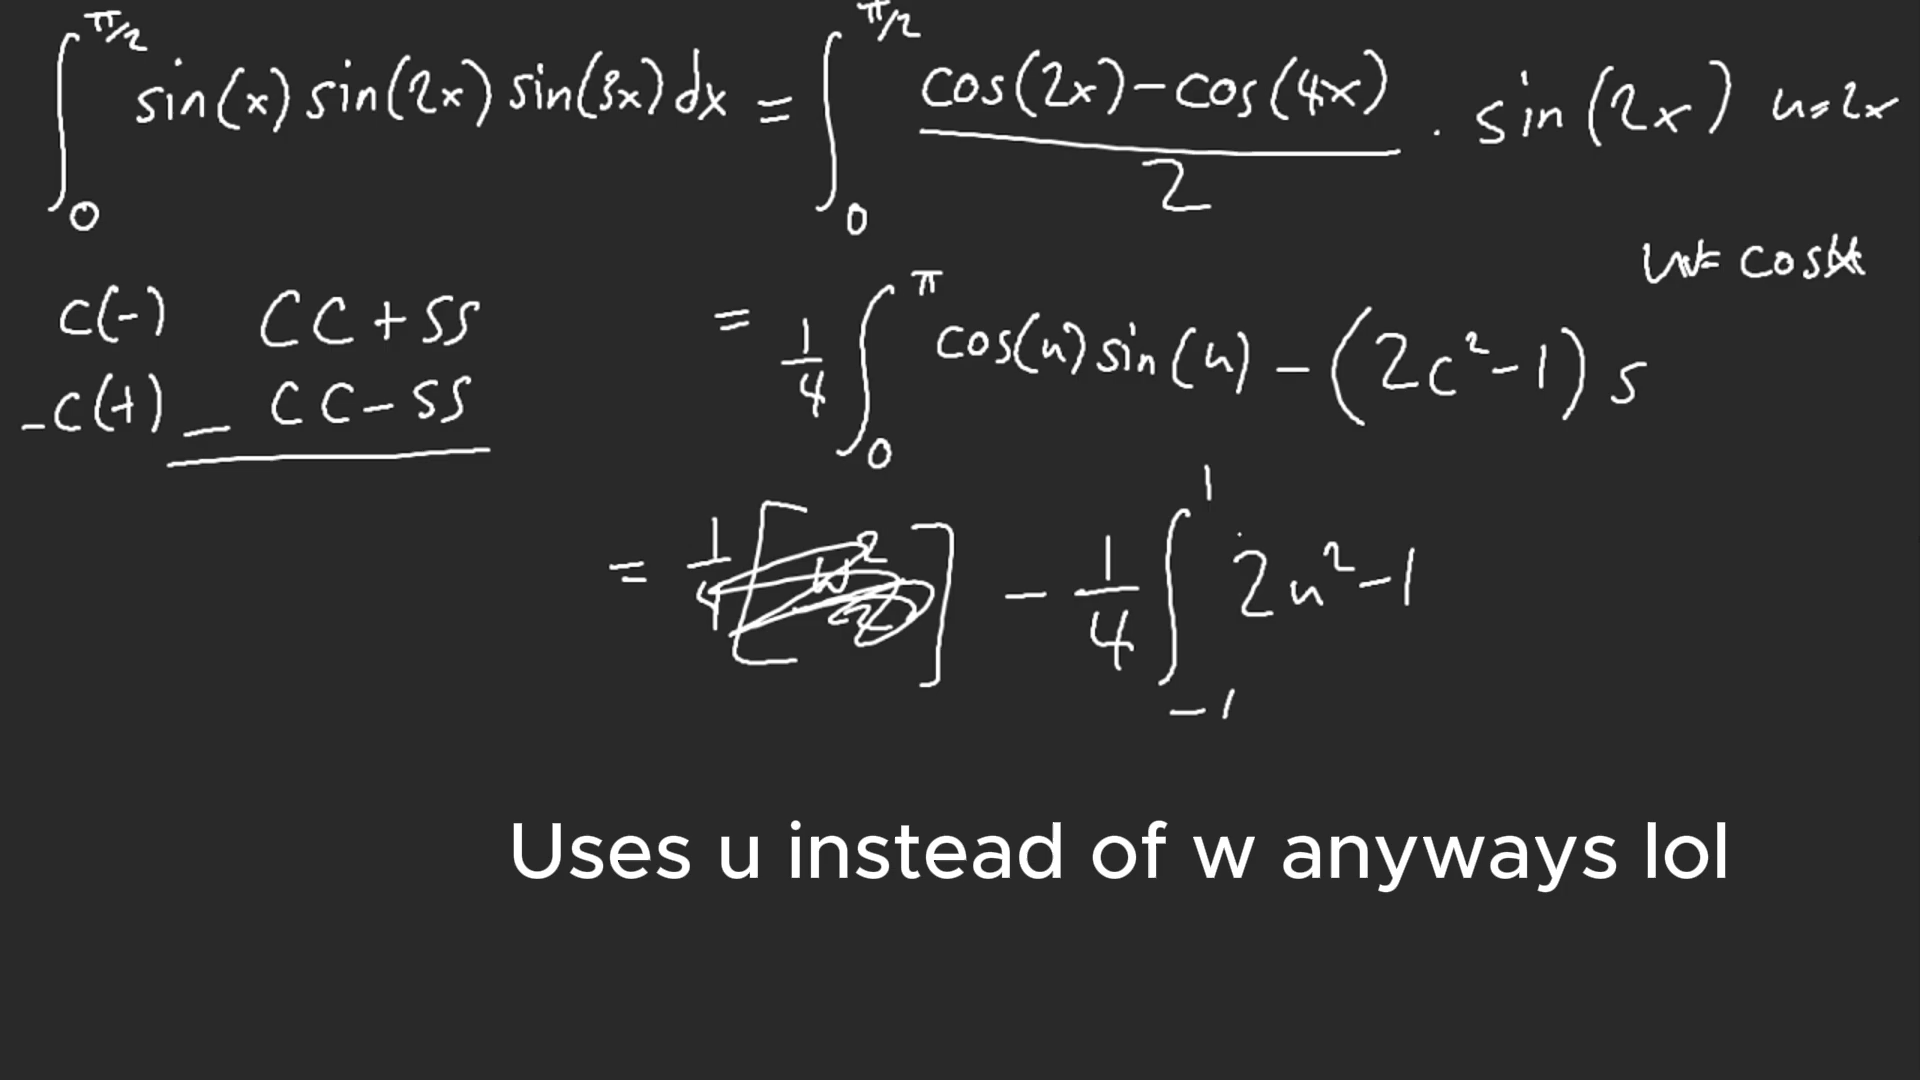 ∫₀^π/2 sin(x) sin(2x) sin(3x) dx = ∫₀^π/2 (cos(2x) - cos(4x))/2 · sin(2x) u=2x
w = cos
c(-) CC + SS
-c(+) - CC - SS
= 1/4 ∫₀^π cos(u) sin(u) - (2c² - 1) s
= 1/4 [ ] - 1/4 ∫₋₁^1 2u² - 1
Uses u instead of w anyways lol